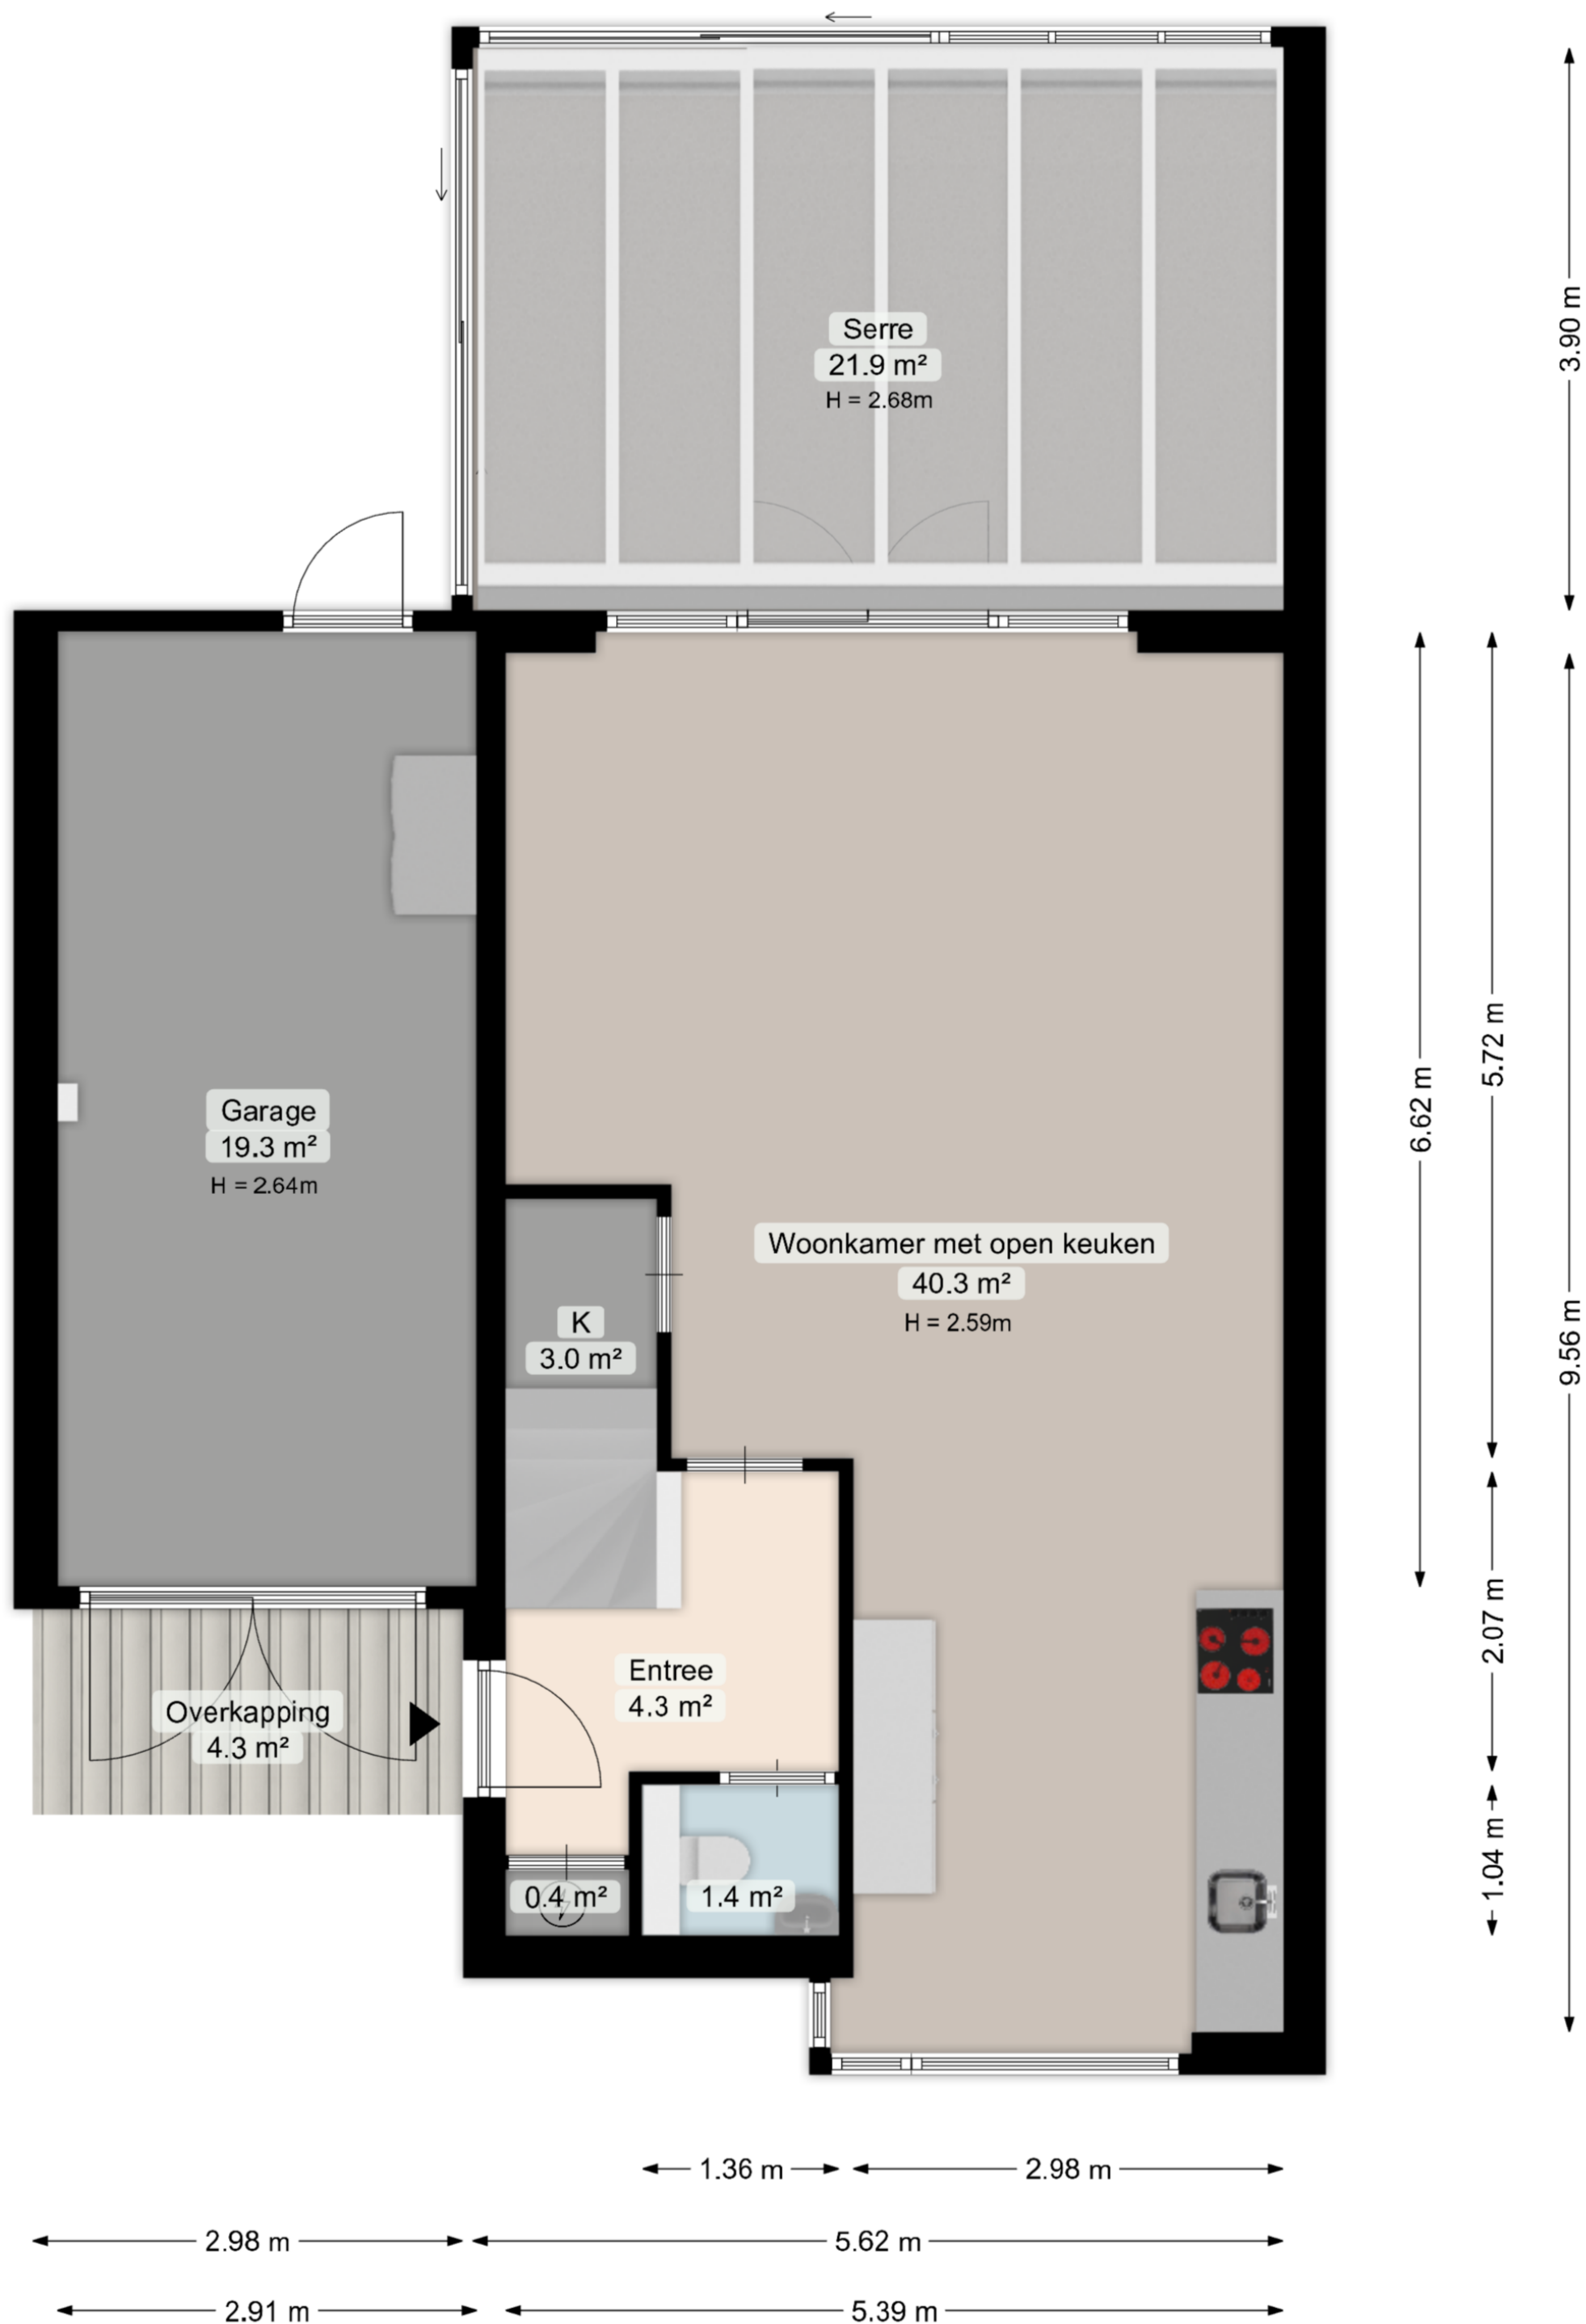 Serre
21.9 m²
H = 2.68m
3.90 m
Garage
19.3 m²
H = 2.64m
Woonkamer met open keuken
40.3 m²
H = 2.59m
K
3.0 m²
6.62 m
5.72 m
9.56 m
Entree
4.3 m²
Overkapping
4.3 m²
2.07 m
0.4 m²
1.4 m²
1.04 m
1.36 m
2.98 m
2.98 m
5.62 m
2.91 m
5.39 m